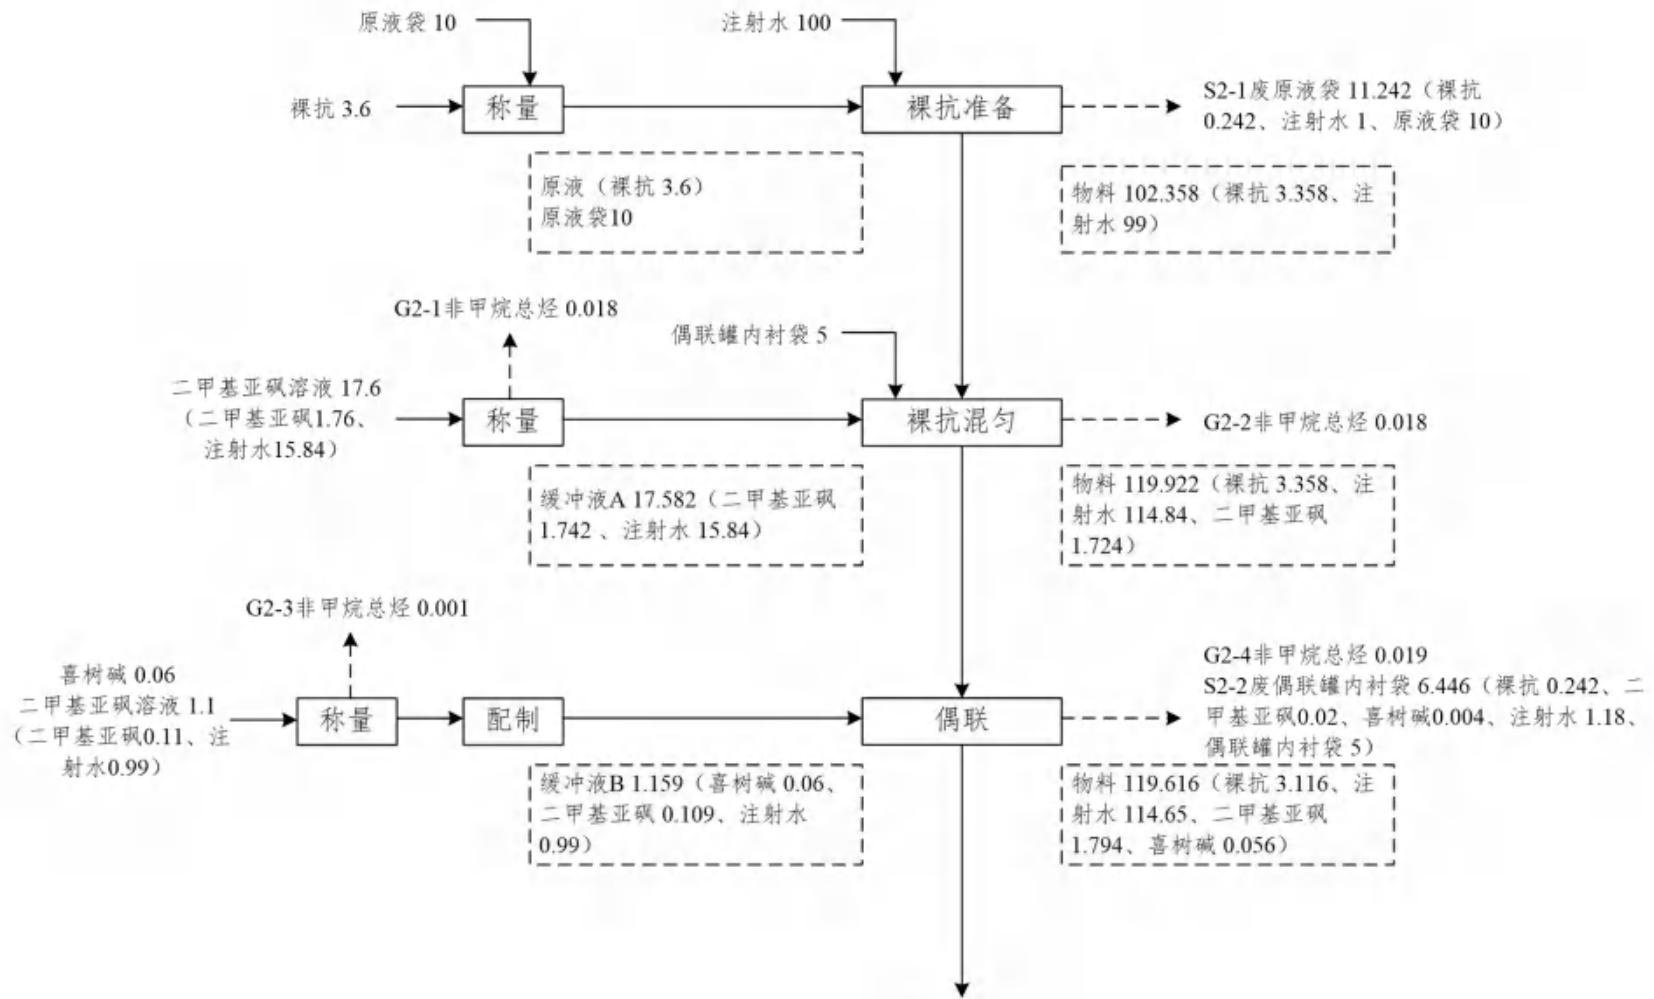 原液袋 10
注射水 100
裸抗 3.6
称量
裸抗准备
S2-1废原液袋 11.242（裸抗
0.242、注射水 1、原液袋 10）
原液（裸抗 3.6）
原液袋10
物料 102.358（裸抗 3.358、注
射水 99）
G2-1非甲烷总烃 0.018
偶联罐内衬袋 5
二甲基亚砜溶液 17.6
（二甲基亚砜1.76、
注射水15.84）
称量
裸抗混匀
G2-2非甲烷总烃 0.018
缓冲液A 17.582（二甲基亚砜
1.742 、注射水 15.84）
物料 119.922（裸抗 3.358、注
射水 114.84、二甲基亚砜
1.724）
G2-3非甲烷总烃 0.001
喜树碱 0.06
二甲基亚砜溶液 1.1
（二甲基亚砜0.11、注
射水0.99）
称量
配制
偶联
G2-4非甲烷总烃 0.019
S2-2废偶联罐内衬袋 6.446（裸抗 0.242、二
甲基亚砜0.02、喜树碱0.004、注射水 1.18、
偶联罐内衬袋 5）
缓冲液B 1.159（喜树碱 0.06、
二甲基亚砜 0.109、注射水
0.99）
物料 119.616（裸抗 3.116、注
射水 114.65、二甲基亚砜
1.794、喜树碱 0.056）